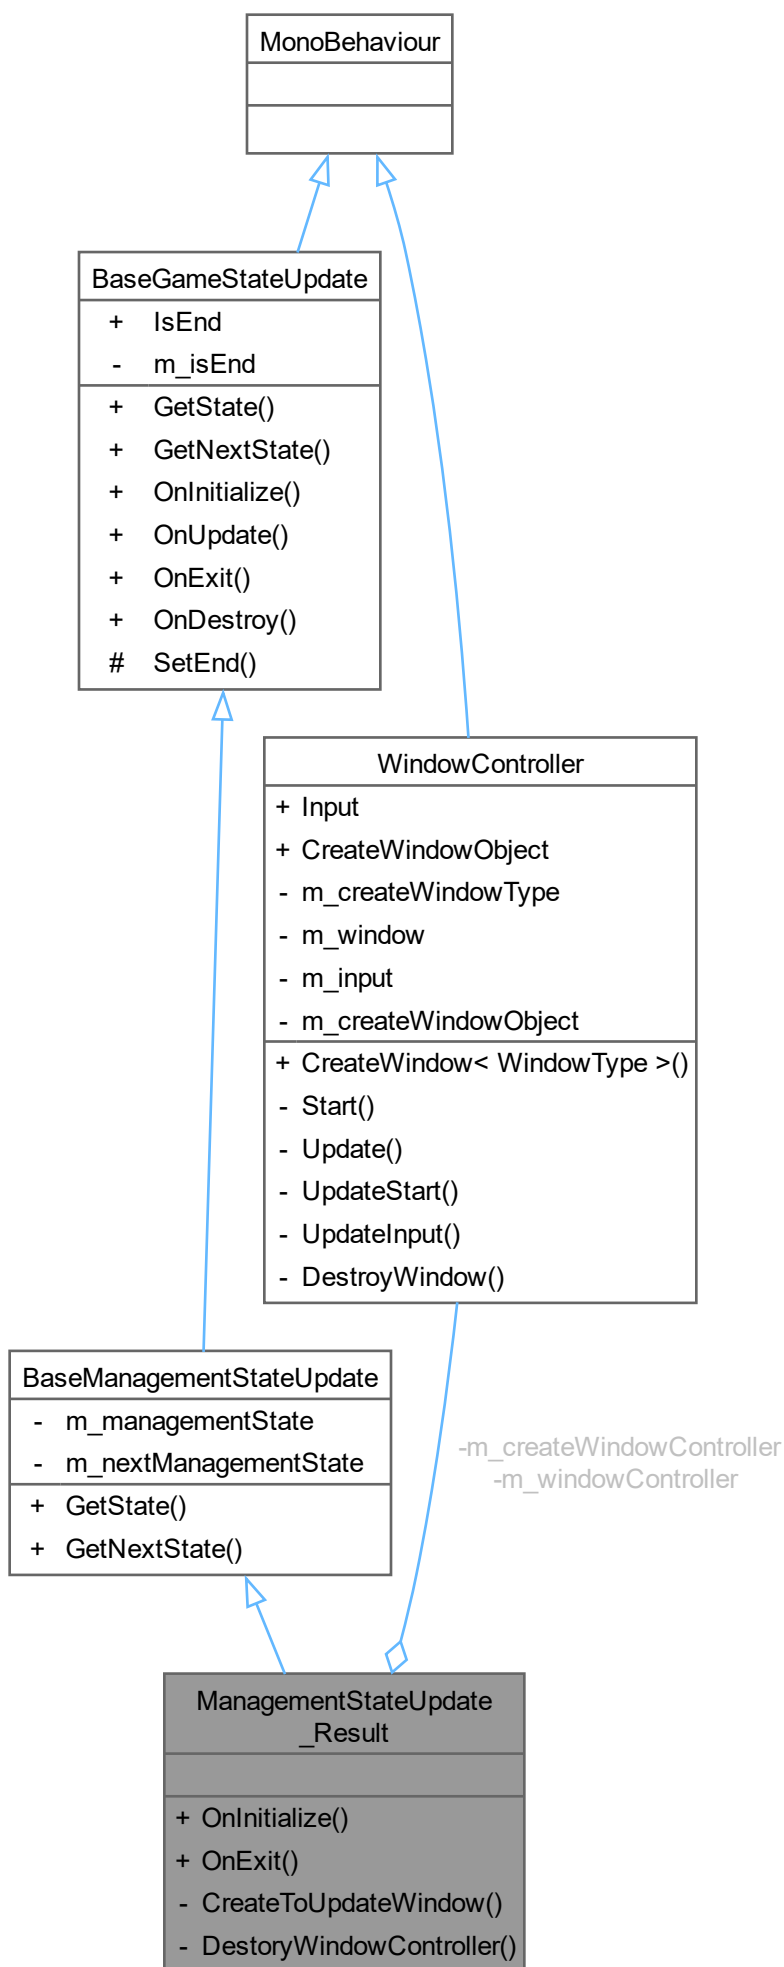 MonoBehaviour
BaseGameStateUpdate
+ IsEnd
- m_isEnd
+ GetState()
+ GetNextState()
+ OnInitialize()
+ OnUpdate()
+ OnExit()
+ OnDestroy()
# SetEnd()
WindowController
+ Input
+ CreateWindowObject
- m_createWindowType
- m_window
- m_input
- m_createWindowObject
+ CreateWindow< WindowType >()
- Start()
- Update()
- UpdateStart()
- UpdateInput()
- DestroyWindow()
BaseManagementStateUpdate
- m_managementState
- m_nextManagementState
+ GetState()
+ GetNextState()
-m_createWindowController
-m_windowController
ManagementStateUpdate
_Result
+ OnInitialize()
+ OnExit()
- CreateToUpdateWindow()
- DestoryWindowController()